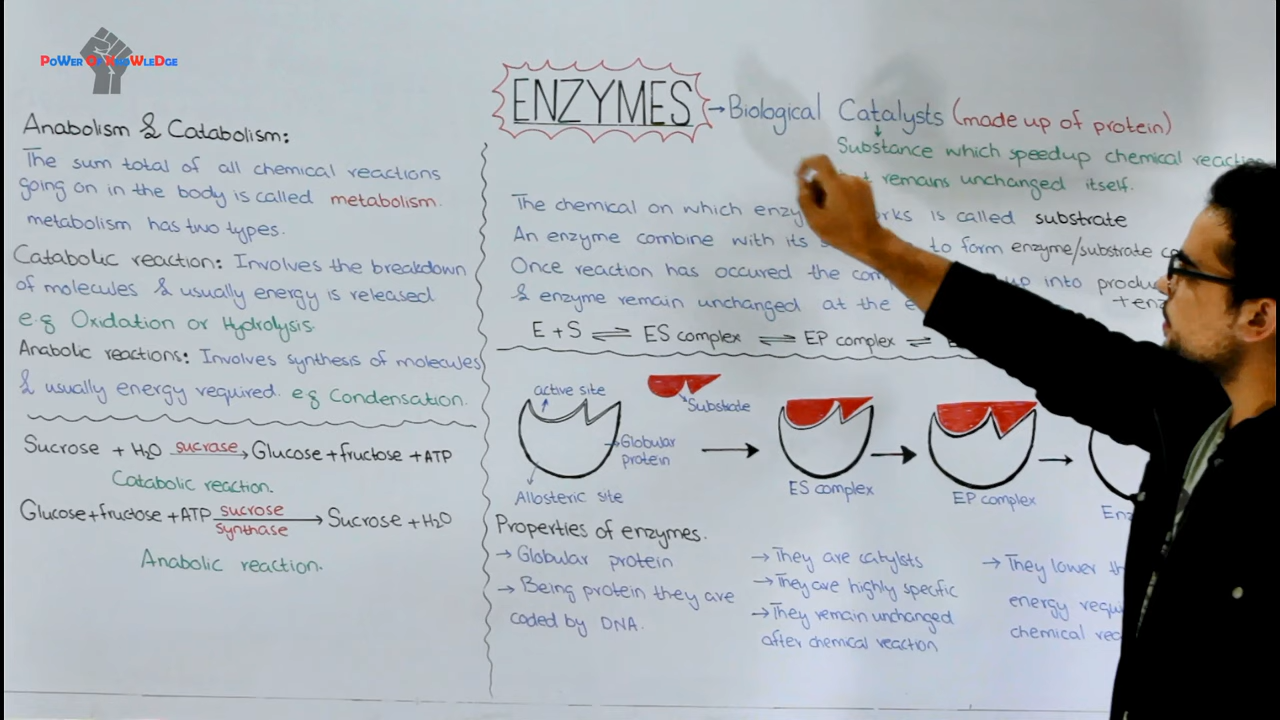 PoWer Of KnoWleDge
Anabolism & Catabolism:
The sum total of all chemical reactions
going on in the body is called metabolism.
metabolism has two types.
Catabolic reaction: Involves the breakdown
of molecules & usually energy is released
e.g Oxidation or Hydrolysis.
Anabolic reactions: Involves synthesis of molecules
& usually energy required. eg Condensation.
Sucrose + H2O sucrase Glucose + fructose + ATP
Catabolic reaction.
Glucose + fructose + ATP sucrose synthase Sucrose + H2O
Anabolic reaction.
ENZYMES → Biological Catalysts (made up of protein)
Substance which speedup chemical
remains unchanged itself.
The chemical on which is called substrate
An enzyme combine with its to form enzyme/substrate
Once reaction has occured the up into
& enzyme remain unchanged at the
E + S ⇌ ES complex ⇌ EP complex ⇌
active site
Substrate
Globular
protein
Allosteric site
ES complex
EP complex
Properties of enzymes.
→ Globular protein
→ Being protein they are
coded by DNA.
→ They are catylsts
→ They are highly specific
→ They remain unchanged
after chemical reaction
→ They lower
energy
chemical